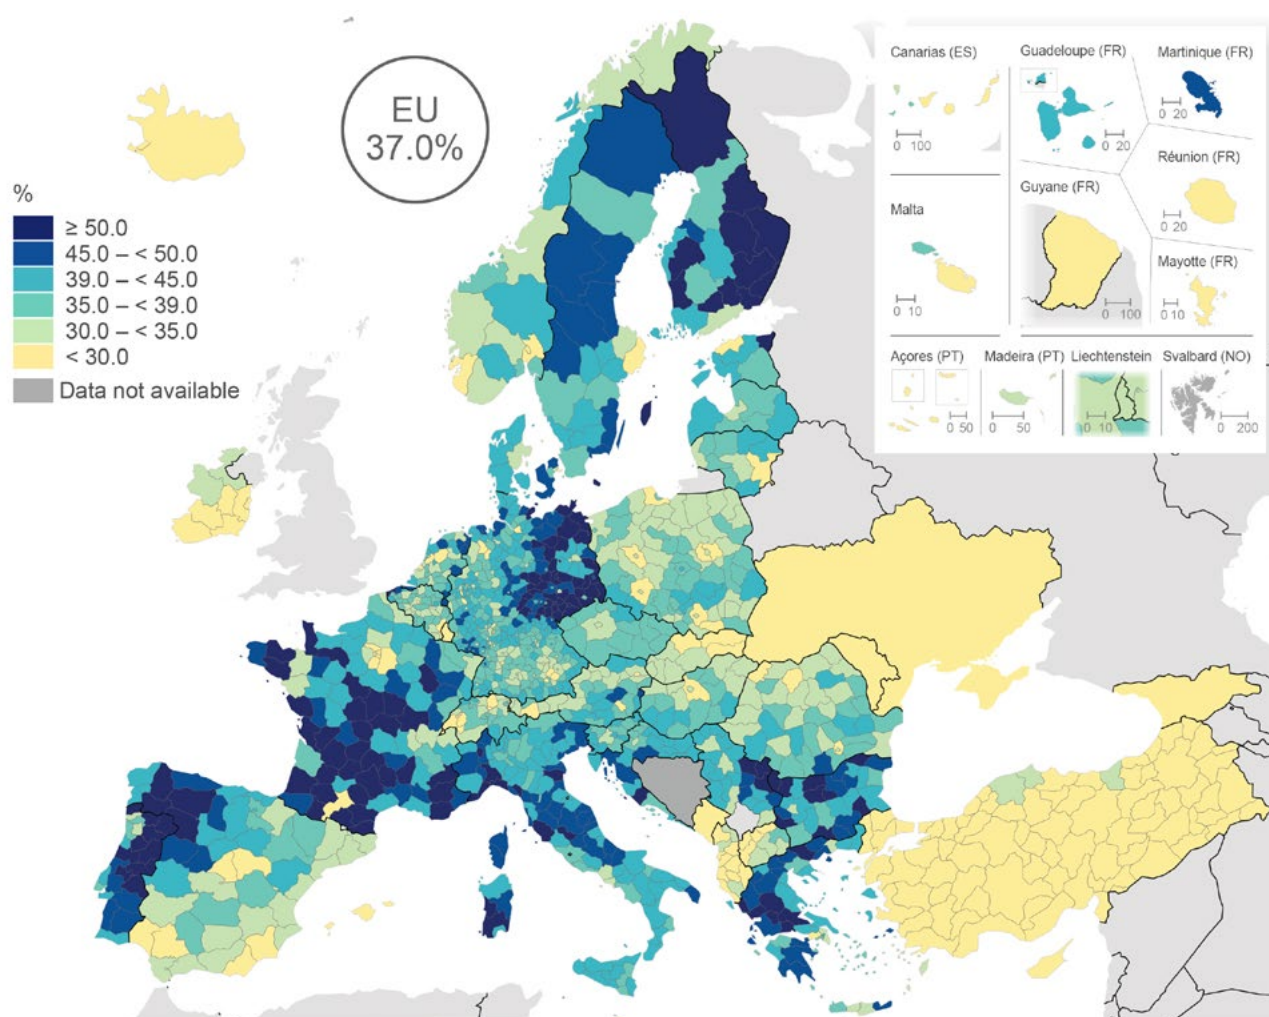 EU
37.0%
%
≥ 50.0
45.0 – < 50.0
39.0 – < 45.0
35.0 – < 39.0
30.0 – < 35.0
< 30.0
Data not available
Canarias (ES)
0 100
Guadeloupe (FR)
0 20
Martinique (FR)
0 20
Réunion (FR)
0 20
Malta
0 10
Guyane (FR)
0 100
Mayotte (FR)
0 10
Açores (PT)
0 50
Madeira (PT)
0 50
Liechtenstein
0 10
Svalbard (NO)
0 200